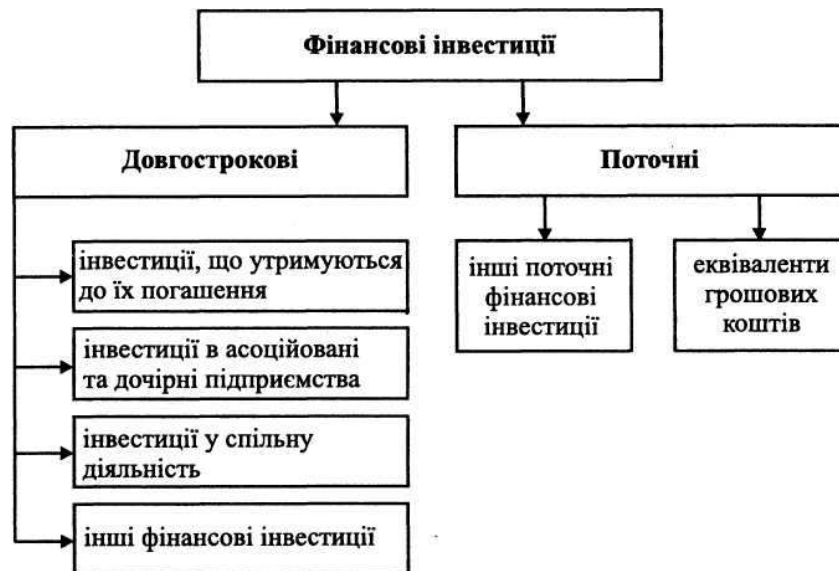 Фінансові інвестиції
Довгострокові
Поточні
інвестиції, що утримуються
до їх погашення
інвестиції в асоційовані
та дочірні підприємства
інвестиції у спільну
діяльність
інші фінансові інвестиції
інші поточні
фінансові
інвестиції
еквіваленти
грошових
коштів